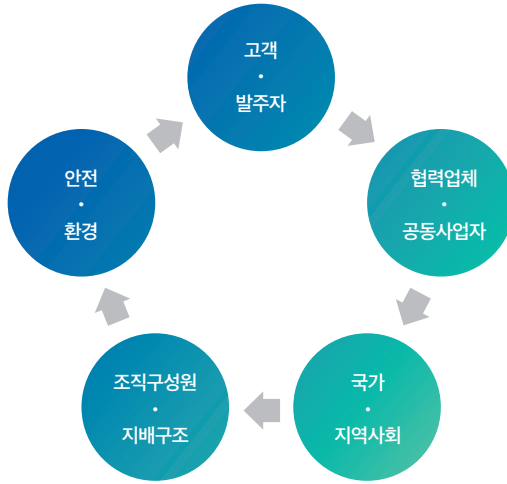 고객
·
발주자
협력업체
·
공동사업자
국가
·
지역사회
조직구성원
·
지배구조
안전
·
환경